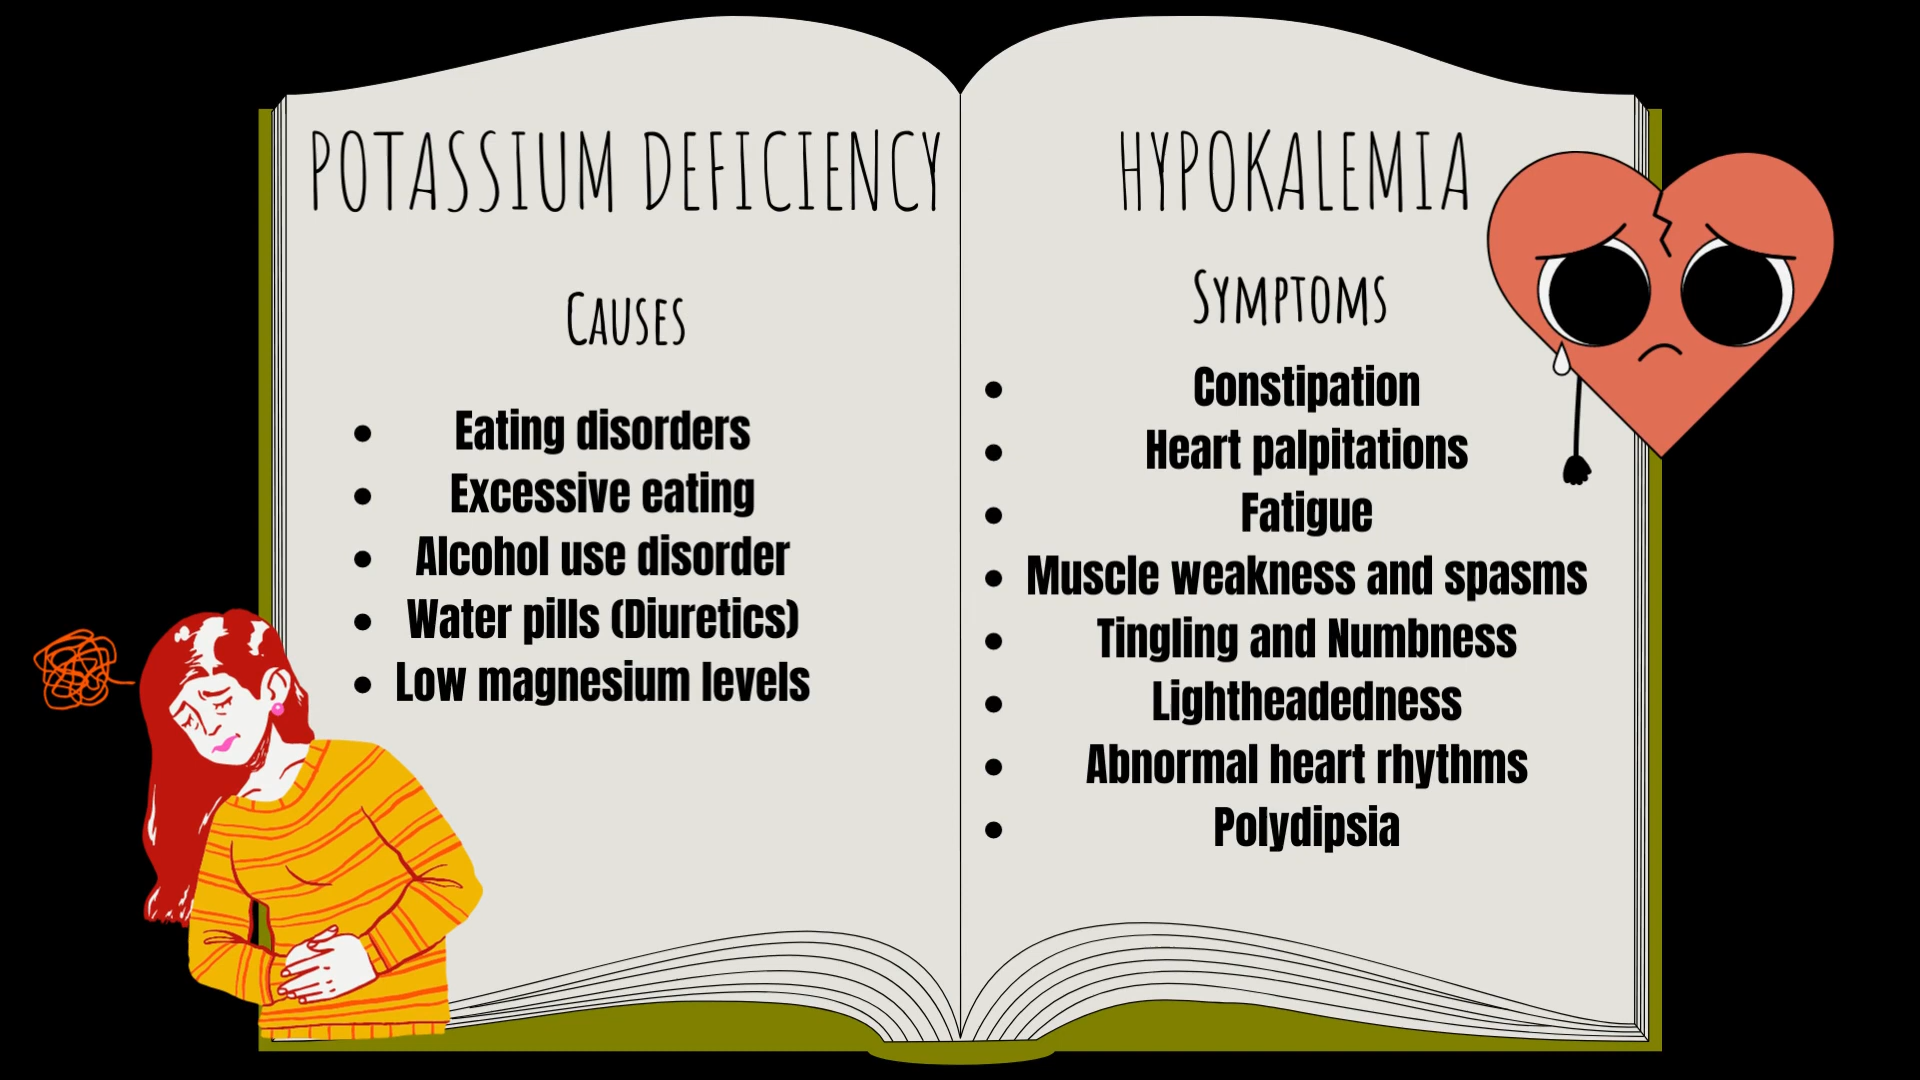 POTASSIUM DEFICIENCY
Causes
• Eating disorders
• Excessive eating
• Alcohol use disorder
• Water pills (Diuretics)
• Low magnesium levels
HYPOKALEMIA
Symptoms
• Constipation
• Heart palpitations
• Fatigue
• Muscle weakness and spasms
• Tingling and Numbness
• Lightheadedness
• Abnormal heart rhythms
• Polydipsia